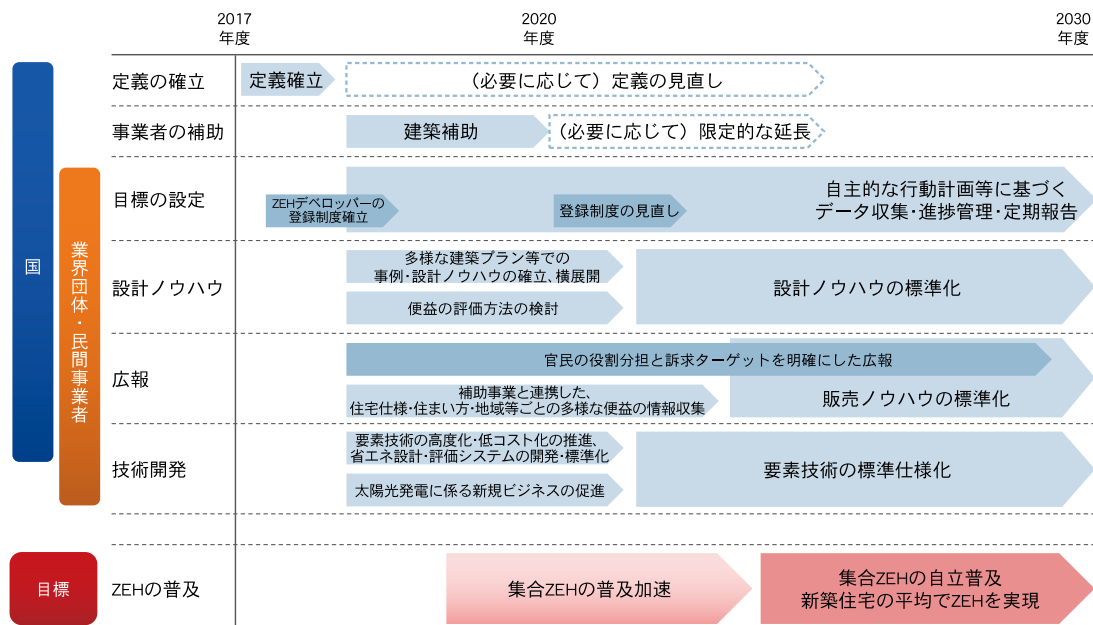 2017
年度
2020
年度
2030
年度
国
業界団体・民間事業者
定義の確立
定義確立
（必要に応じて）定義の見直し
事業者の補助
建築補助
（必要に応じて）限定的な延長
目標の設定
ZEHデベロッパーの
登録制度確立
登録制度の見直し
自主的な行動計画等に基づく
データ収集・進捗管理・定期報告
設計ノウハウ
多様な建築プラン等での
事例・設計ノウハウの確立、横展開
便益の評価方法の検討
設計ノウハウの標準化
広報
官民の役割分担と訴求ターゲットを明確にした広報
補助事業と連携した、
住宅仕様・住まい方・地域等ごとの多様な便益の情報収集
販売ノウハウの標準化
技術開発
要素技術の高度化・低コスト化の推進、
省エネ設計・評価システムの開発・標準化
太陽光発電に係る新規ビジネスの促進
要素技術の標準仕様化
目標
ZEHの普及
集合ZEHの普及加速
集合ZEHの自立普及
新築住宅の平均でZEHを実現